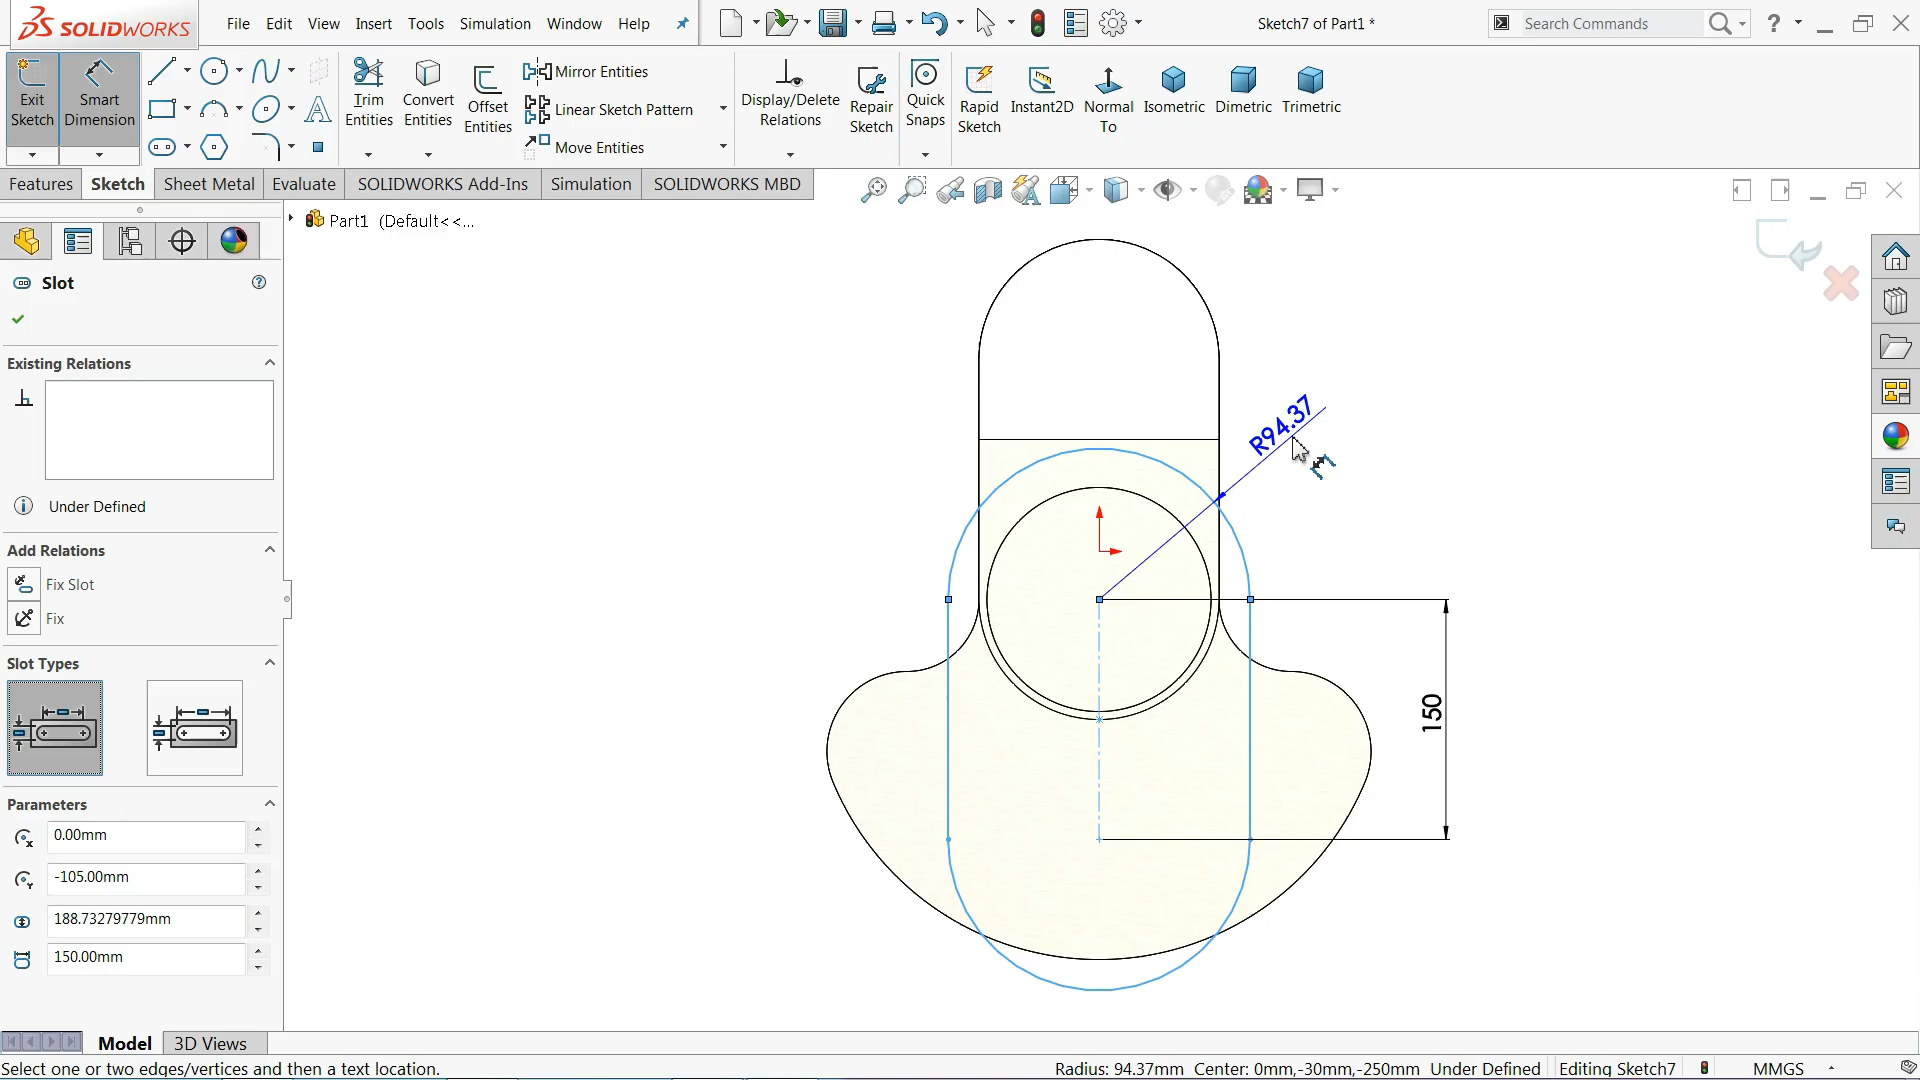 SOLIDWORKS
File Edit View Insert Tools Simulation Window Help
Sketch7 of Part1 *
Search Commands
?
Exit Sketch
Smart Dimension
Trim Entities
Convert Entities
Offset Entities
Mirror Entities
Linear Sketch Pattern
Move Entities
Display/Delete Relations
Repair Sketch
Quick Snaps
Rapid Sketch
Instant2D
Normal To
Isometric
Dimetric
Trimetric
Features Sketch Sheet Metal Evaluate SOLIDWORKS Add-Ins Simulation SOLIDWORKS MBD
Part1 (Default<<...
Slot
?
Existing Relations
Under Defined
Add Relations
Fix Slot
Fix
Slot Types
Parameters
0.00mm
-105.00mm
188.73279779mm
150.00mm
R94.37
150
Model 3D Views
Select one or two edges/vertices and then a text location.
Radius: 94.37mm Center: 0mm,-30mm,-250mm Under Defined Editing Sketch7 MMGS